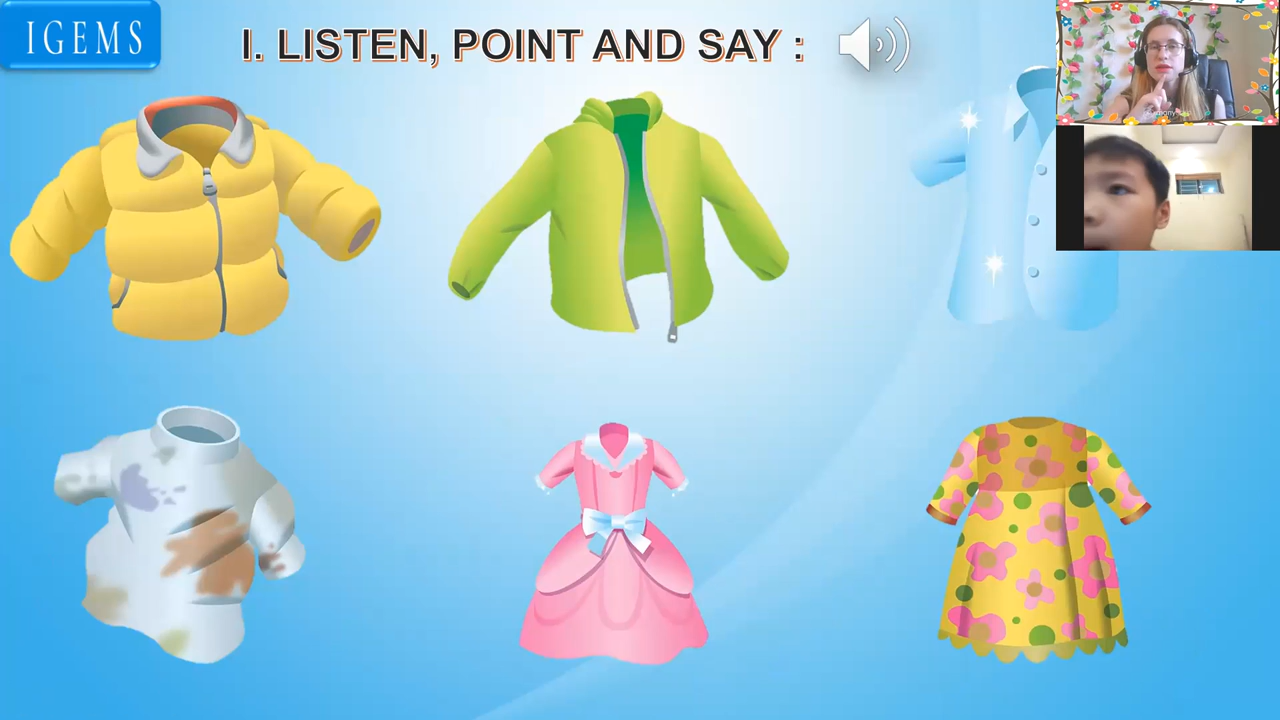 IGEMS
I. LISTEN, POINT AND SAY :